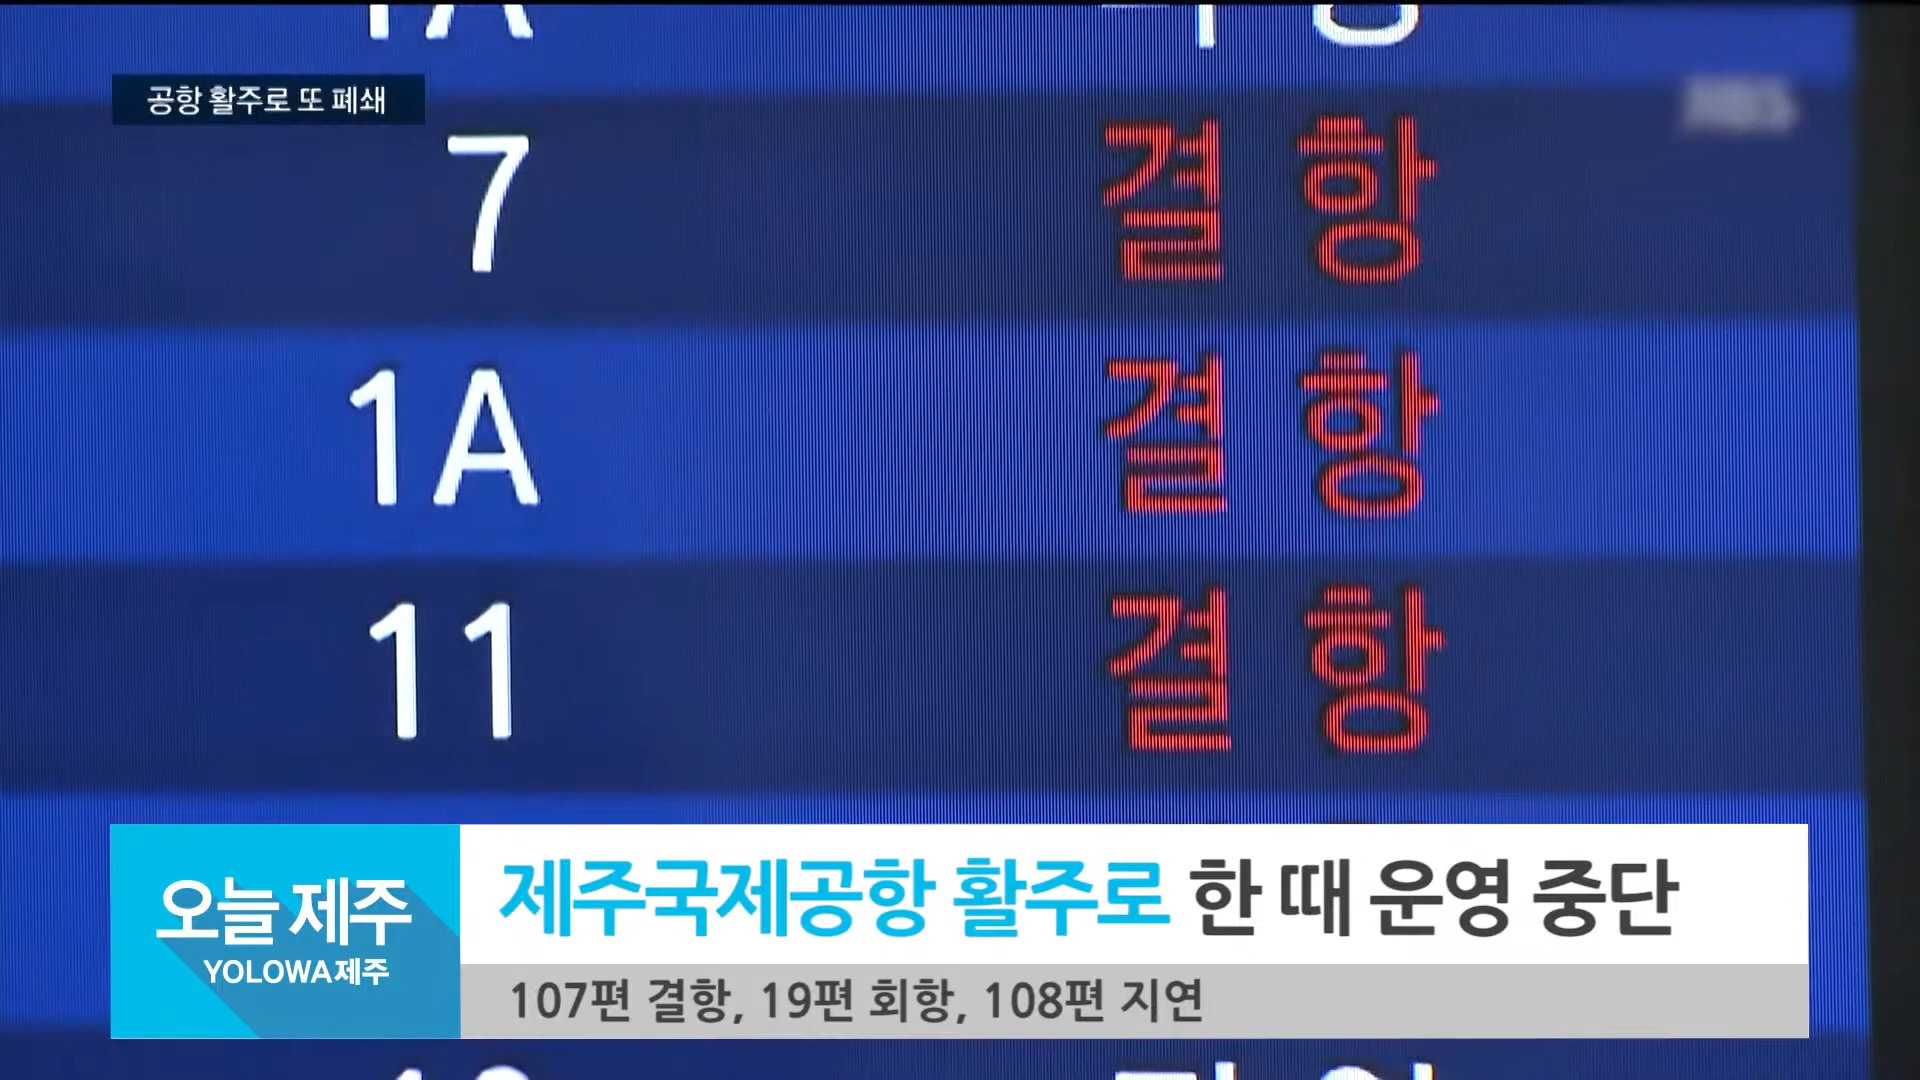 공항 활주로 또 폐쇄
7 결항
1A 결항
11 결항
오늘 제주
YOLOWA제주
제주국제공항 활주로 한 때 운영 중단
107편 결항, 19편 회항, 108편 지연